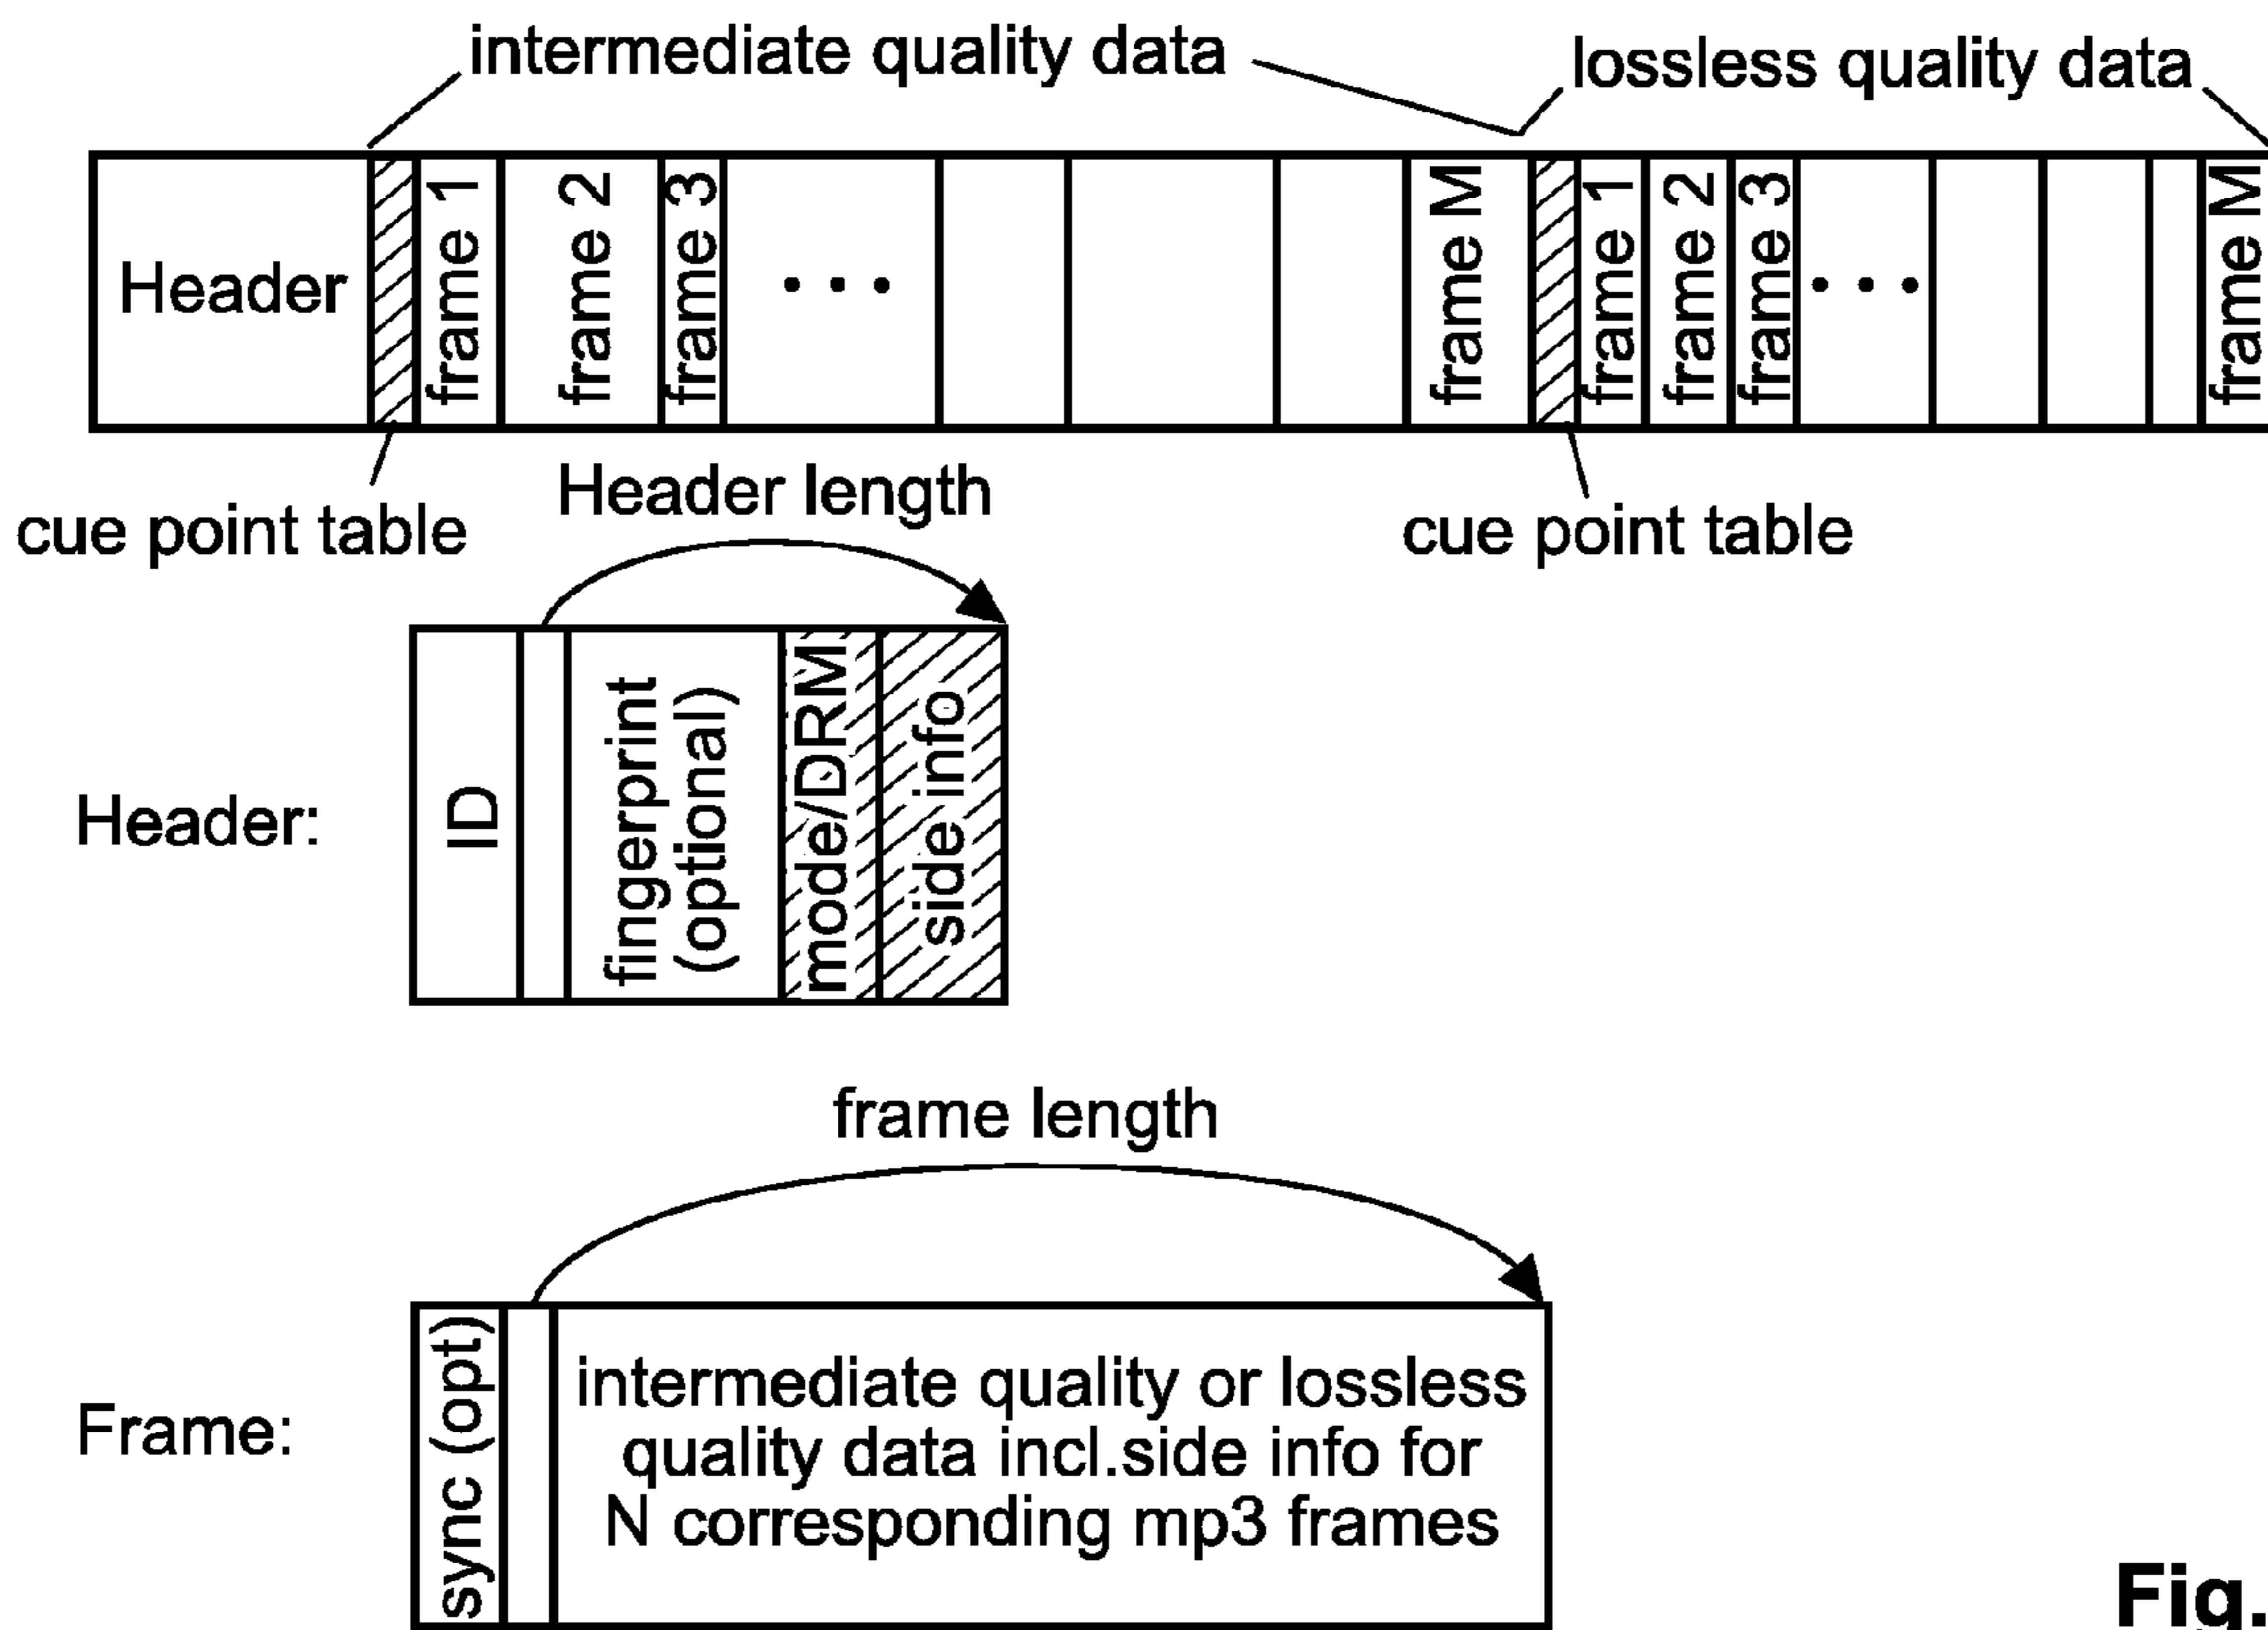 intermediate quality data
lossless quality data
Header
frame 1
frame 2
frame 3
• • •
frame M
frame 1
frame 2
frame 3
• • •
frame M
cue point table
Header length
cue point table
Header:
ID
fingerprint
(optional)
mode/DRM
side info
frame length
Frame:
sync (opt)
intermediate quality or lossless
quality data incl.side info for
N corresponding mp3 frames
Fig.